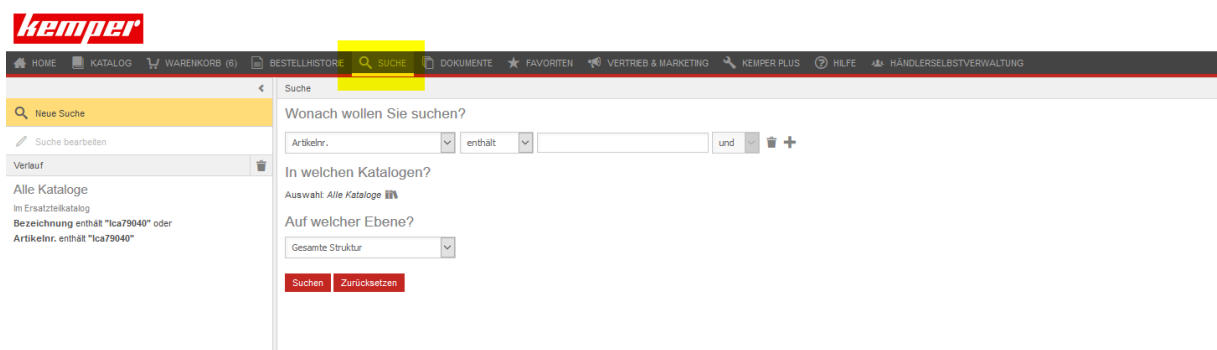 kemper
HOME KATALOG WARENKORB (6) BESTELLHISTORIE SUCHE DOKUMENTE FAVORITEN VERTRIEB & MARKETING KEMPER PLUS HILFE HÄNDLERSELBSTVERWALTUNG
Suche
Neue Suche
Suche bearbeiten
Verlauf
Alle Kataloge
Im Ersatzteilkatalog
Bezeichnung enthält "lca79040" oder
Artikelnr. enthält "lca79040"
Wonach wollen Sie suchen?
Artikelnr. enthält und
In welchen Katalogen?
Auswahl: Alle Kataloge
Auf welcher Ebene?
Gesamte Struktur
Suchen Zurücksetzen